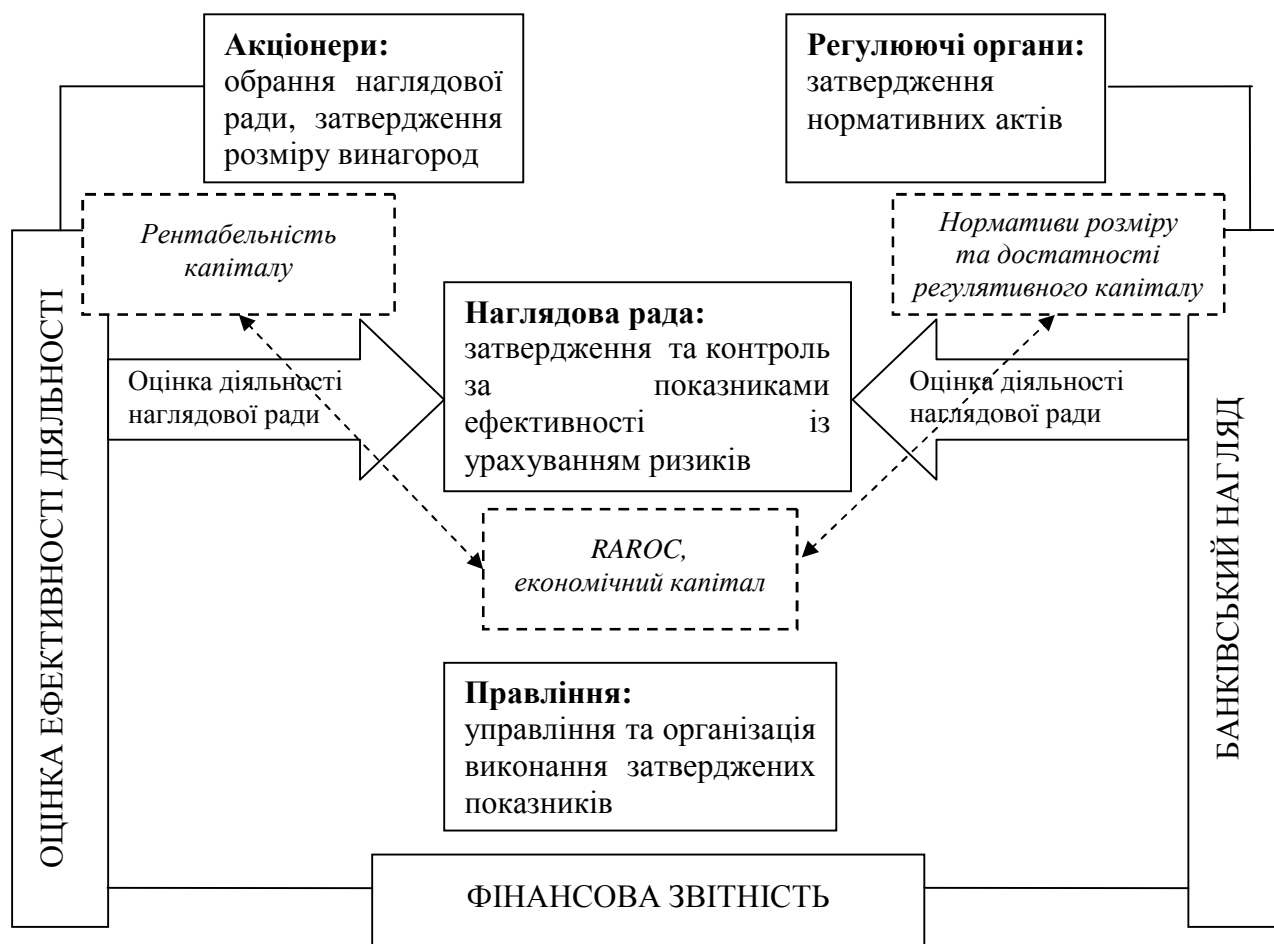 Акціонери:
обрання наглядової
ради, затвердження
розміру винагород
Регулюючі органи:
затвердження
нормативних актів
Рентабельність
капіталу
Нормативи розміру
та достатності
регулятивного капіталу
ОЦІНКА ЕФЕКТИВНОСТІ ДІЯЛЬНОСТІ
Оцінка діяльності
наглядової ради
Наглядова рада:
затвердження та контроль
за показниками
ефективності із
урахуванням ризиків
Оцінка діяльності
наглядової ради
БАНКІВСЬКИЙ НАГЛЯД
RAROC,
економічний капітал
Правління:
управління та організація
виконання затверджених
показників
ФІНАНСОВА ЗВІТНІСТЬ